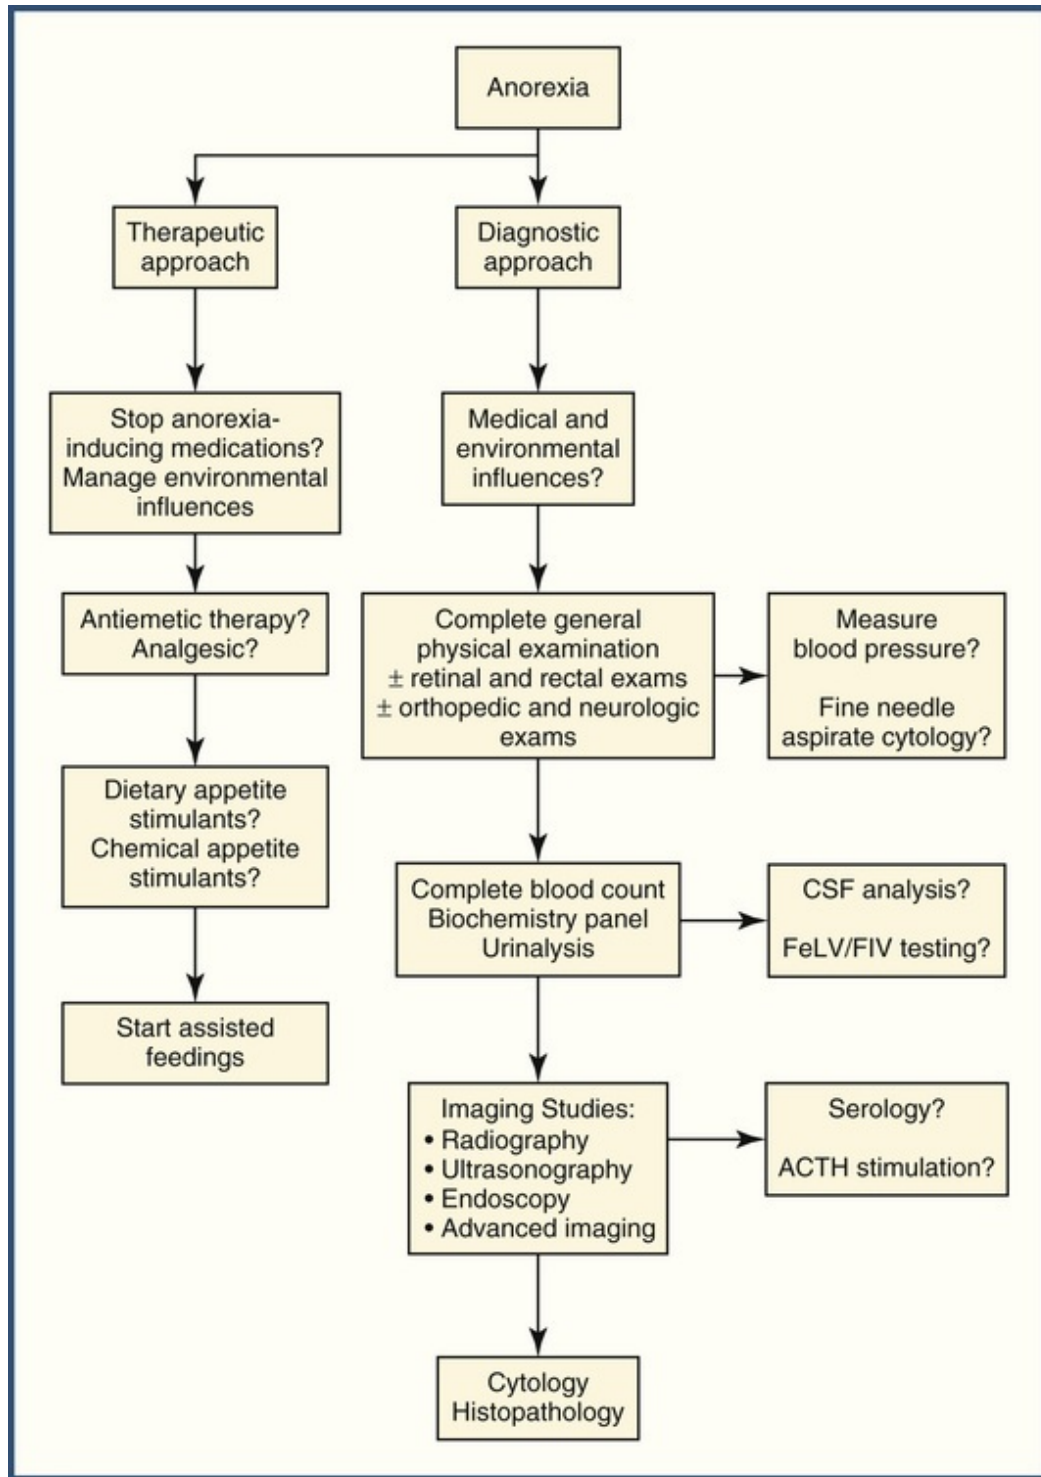 Anorexia
Therapeutic
approach
Diagnostic
approach
Stop anorexia-
inducing medications?
Manage environmental
influences
Medical and
environmental
influences?
Antiemetic therapy?
Analgesic?
Complete general
physical examination
± retinal and rectal exams
± orthopedic and neurologic
exams
Measure
blood pressure?
Fine needle
aspirate cytology?
Dietary appetite
stimulants?
Chemical appetite
stimulants?
Complete blood count
Biochemistry panel
Urinalysis
CSF analysis?
FeLV/FIV testing?
Start assisted
feedings
Imaging Studies:
• Radiography
• Ultrasonography
• Endoscopy
• Advanced imaging
Serology?
ACTH stimulation?
Cytology
Histopathology